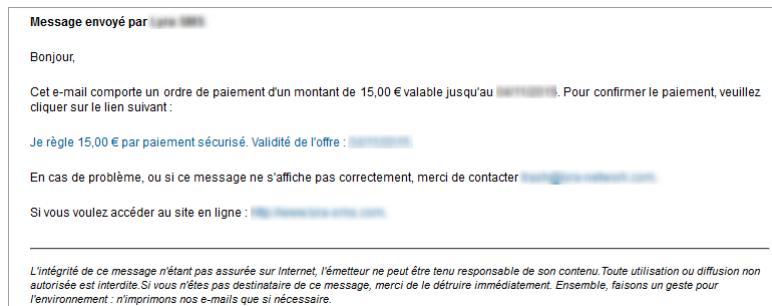 Message envoyé par
Bonjour,
Cet e-mail comporte un ordre de paiement d'un montant de 15,00 € valable jusqu'au . Pour confirmer le paiement, veuillez
cliquer sur le lien suivant :
Je règle 15,00 € par paiement sécurisé. Validité de l'offre :
En cas de problème, ou si ce message ne s'affiche pas correctement, merci de contacter
Si vous voulez accéder au site en ligne :
L'intégrité de ce message n'étant pas assurée sur Internet, l'émetteur ne peut être tenu responsable de son contenu.Toute utilisation ou diffusion non
autorisée est interdite.Si vous n'êtes pas destinataire de ce message, merci de le détruire immédiatement. Ensemble, faisons un geste pour
l'environnement : n'imprimons nos e-mails que si nécessaire.